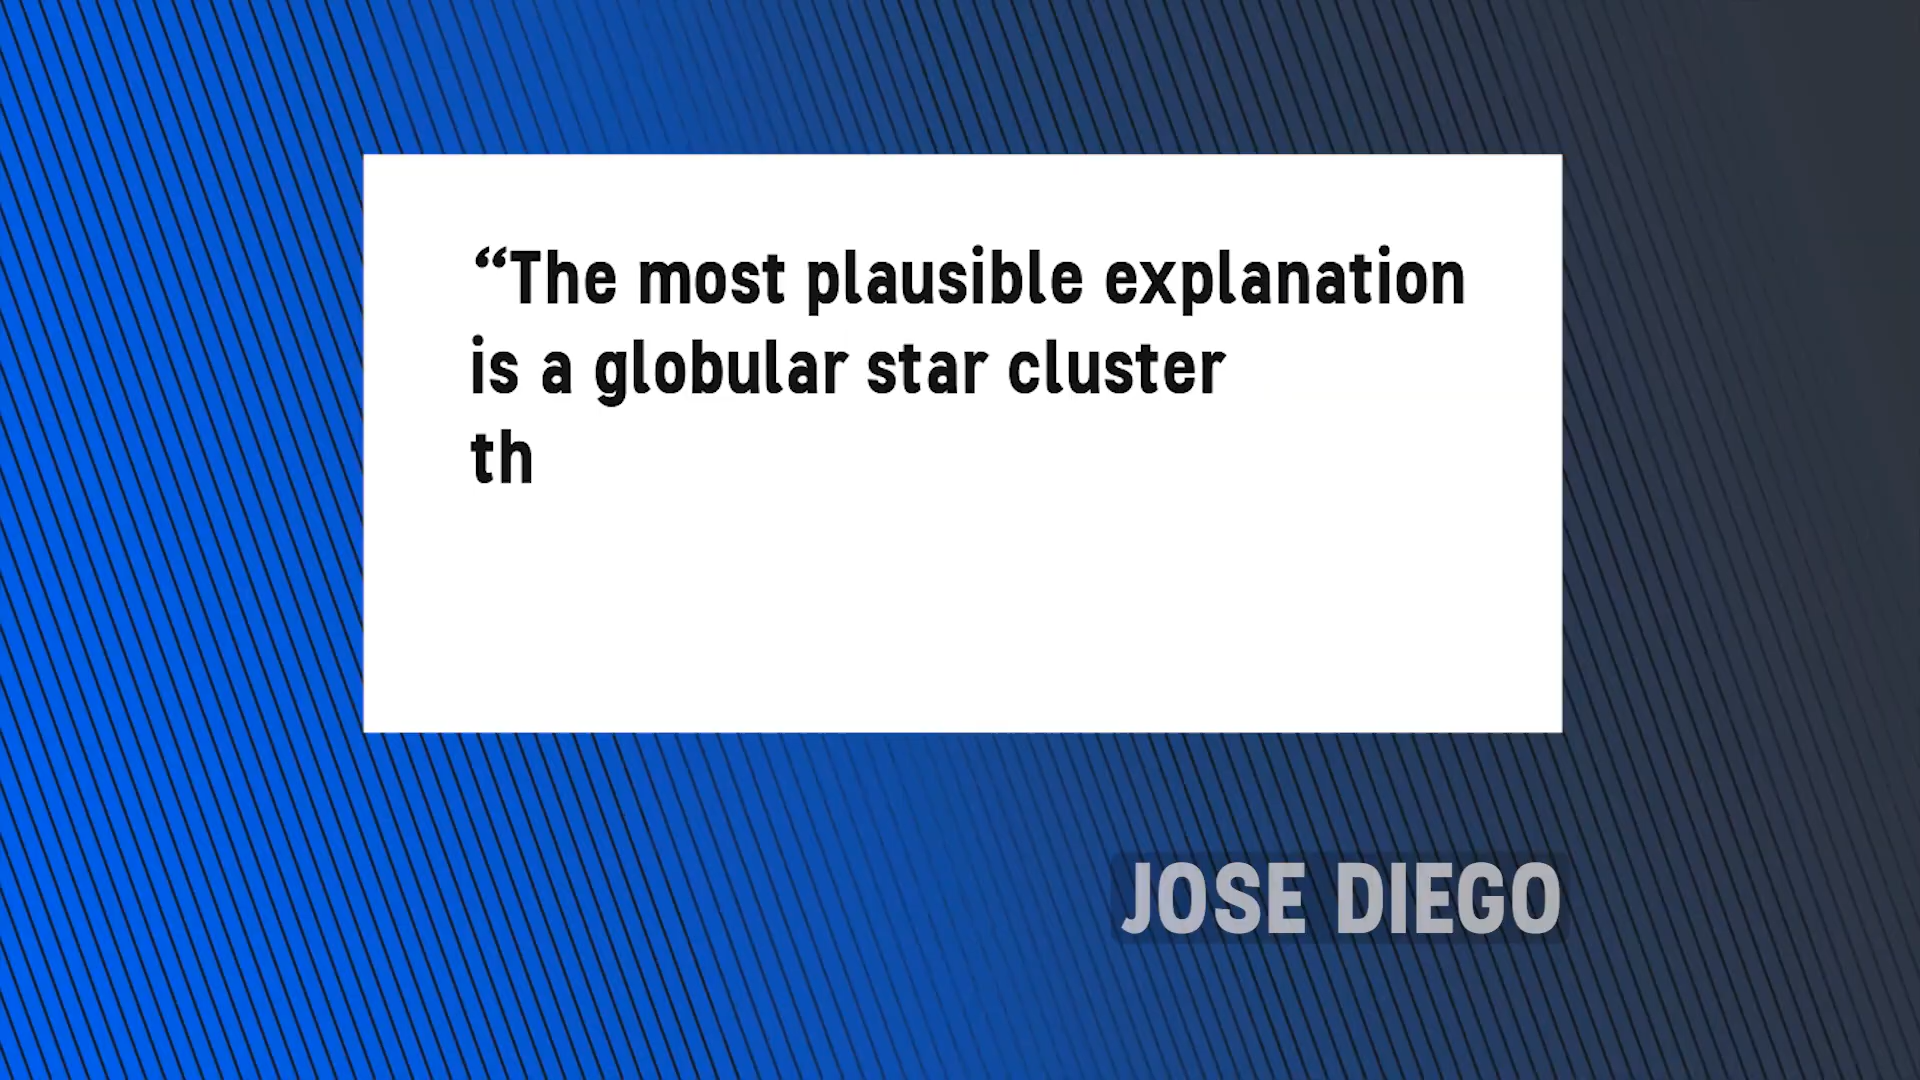 “The most plausible explanation
is a globular star cluster
th
JOSE DIEGO